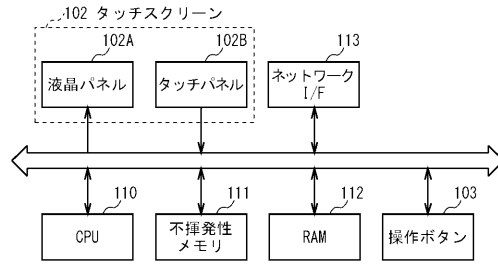 102 タッチスクリーン
102A
102B
113
液晶パネル
タッチパネル
ネットワーク
I/F
110
111
112
103
CPU
不揮発性
メモリ
RAM
操作ボタン